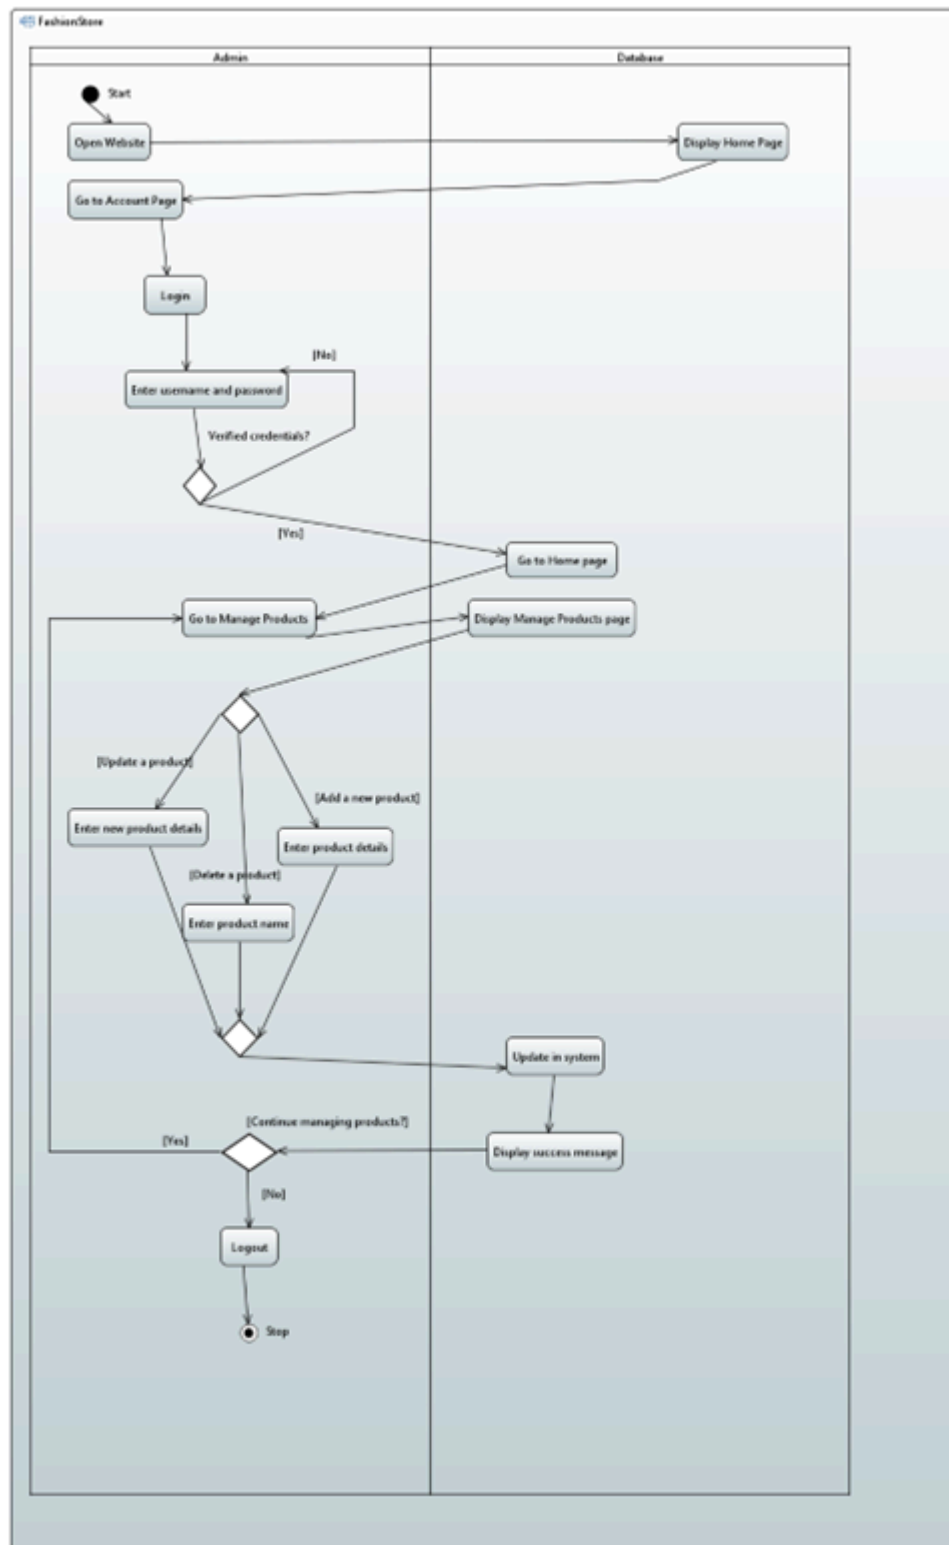 FashionStore
Admin
Database
Start
Open Website
Display Home Page
Go to Account Page
Login
[No]
Enter username and password
Verified credentials?
[Yes]
Go to Home page
Go to Manage Products
Display Manage Products page
[Update a product]
[Add a new product]
Enter new product details
Enter product details
[Delete a product]
Enter product name
Update in system
[Continue managing products?]
[Yes]
Display success message
[No]
Logout
Stop